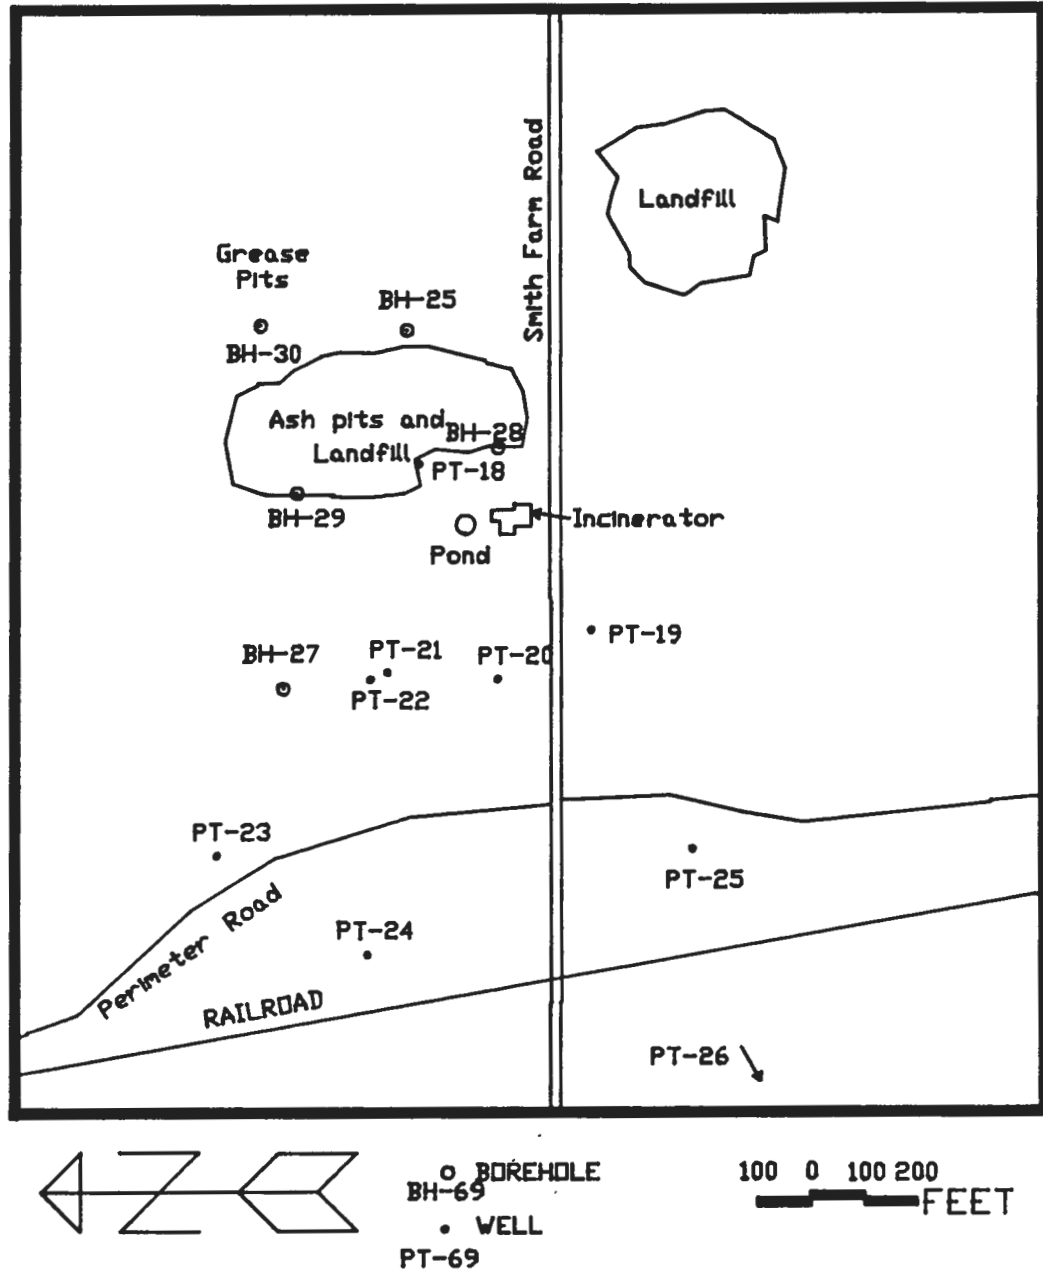 Smith Farm Road
Landfill
Grease
Pits
BH-25
BH-30
Ash pits and
Landfill
BH-28
PT-18
BH-29
Incinerator
Pond
PT-19
BH-27
PT-21
PT-20
PT-22
PT-23
PT-25
Perimeter Road
PT-24
RAILROAD
PT-26
N
BOREHOLE
BH-69
WELL
PT-69
100 0 100 200
FEET